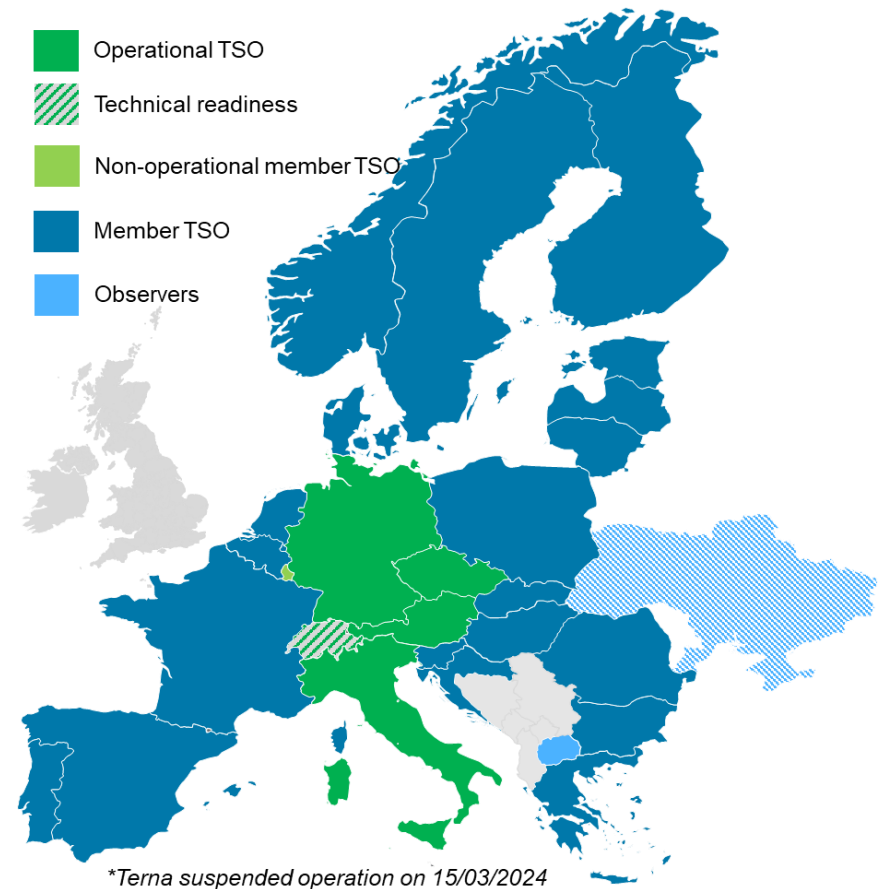 Operational TSO
Technical readiness
Non-operational member TSO
Member TSO
Observers
*Terna suspended operation on 15/03/2024